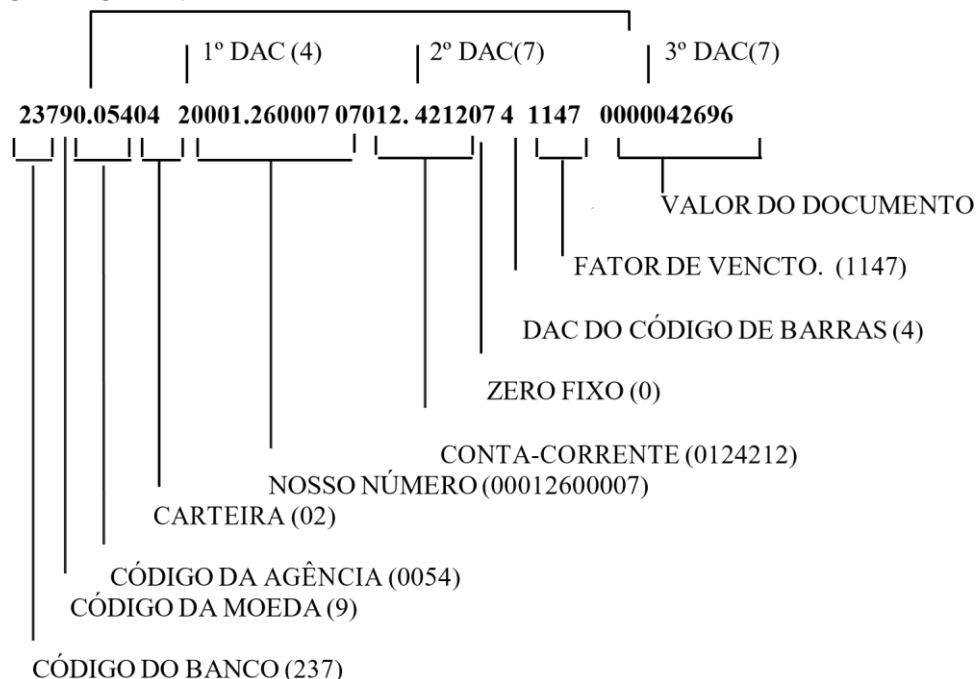 1º DAC (4) 2º DAC(7) 3º DAC(7)
23790.05404 20001.260007 07012. 421207 4 1147 0000042696
VALOR DO DOCUMENTO
FATOR DE VENCTO. (1147)
DAC DO CÓDIGO DE BARRAS (4)
ZERO FIXO (0)
CONTA-CORRENTE (0124212)
NOSSO NÚMERO (00012600007)
CARTEIRA (02)
CÓDIGO DA AGÊNCIA (0054)
CÓDIGO DA MOEDA (9)
CÓDIGO DO BANCO (237)